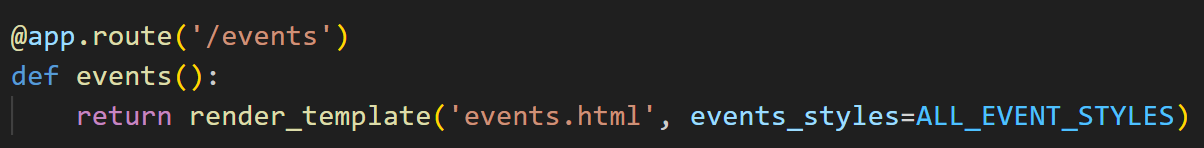 @app.route('/events')
def events():
    return render_template('events.html', events_styles=ALL_EVENT_STYLES)